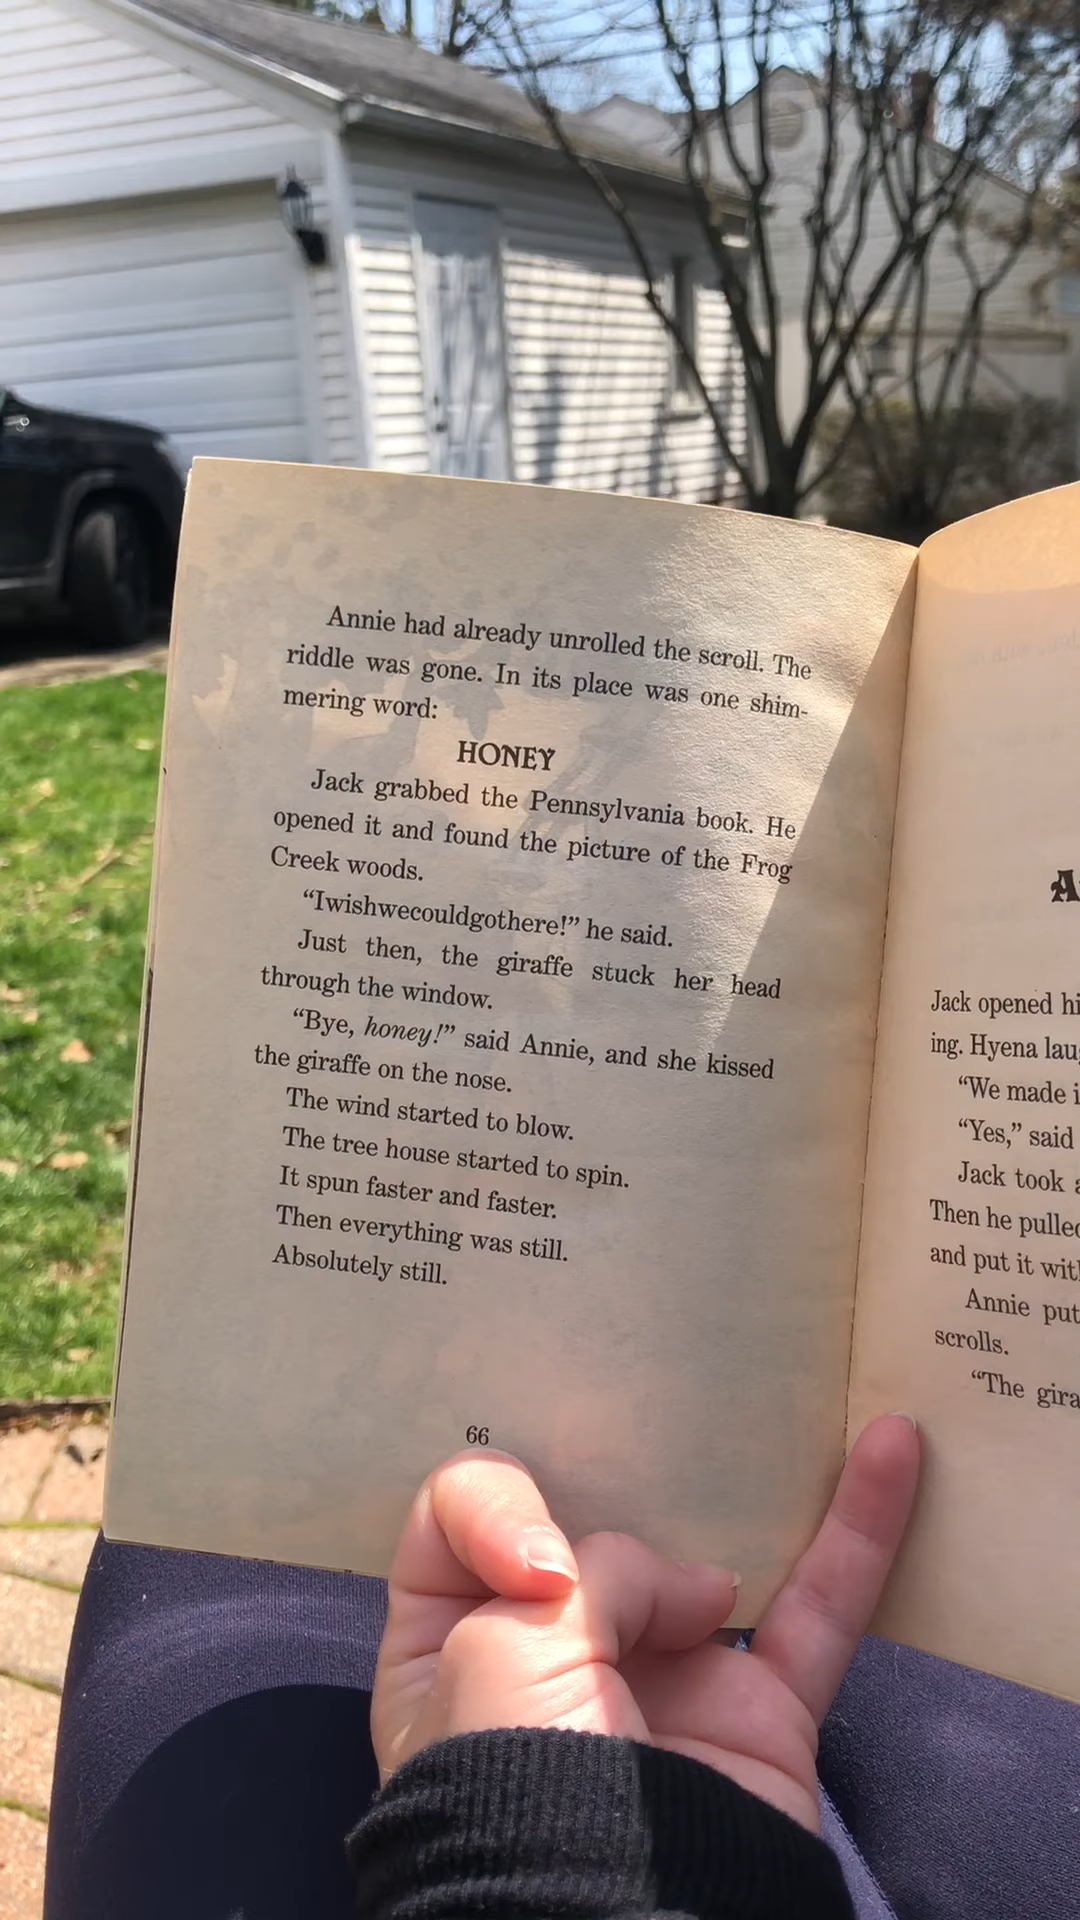 Annie had already unrolled the scroll. The
riddle was gone. In its place was one shim-
mering word:
HONEY
Jack grabbed the Pennsylvania book. He
opened it and found the picture of the Frog
Creek woods.
“Iwishwecouldgothere!” he said.
Just then, the giraffe stuck her head
through the window.
“Bye, honey!” said Annie, and she kissed
the giraffe on the nose.
The wind started to blow.
The tree house started to spin.
It spun faster and faster.
Then everything was still.
Absolutely still.
66
Jack opened
ing. Hyena
“We made
“Yes,” said
Jack took
Then he pulled
and put it
Annie put
scrolls.
“The